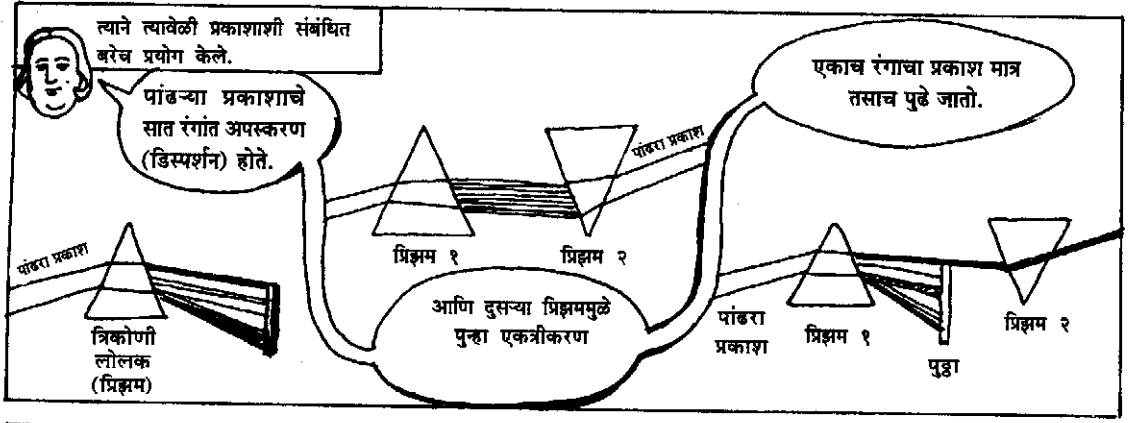 त्याने त्यावेळी प्रकाशाशी संबंधित
बरेच प्रयोग केले.
पांढऱ्या प्रकाशाचे
सात रंगांत अपस्करण
(डिस्पर्शन) होते.
पांढरा प्रकाश
त्रिकोणी
लोलक
(प्रिझम)
पांढरा प्रकाश
प्रिझम १
प्रिझम २
आणि दुसऱ्या प्रिझममुळे
पुन्हा एकत्रीकरण
एकाच रंगाचा प्रकाश मात्र
तसाच पुढे जातो.
पांढरा
प्रकाश
प्रिझम १
पुठ्ठा
प्रिझम २